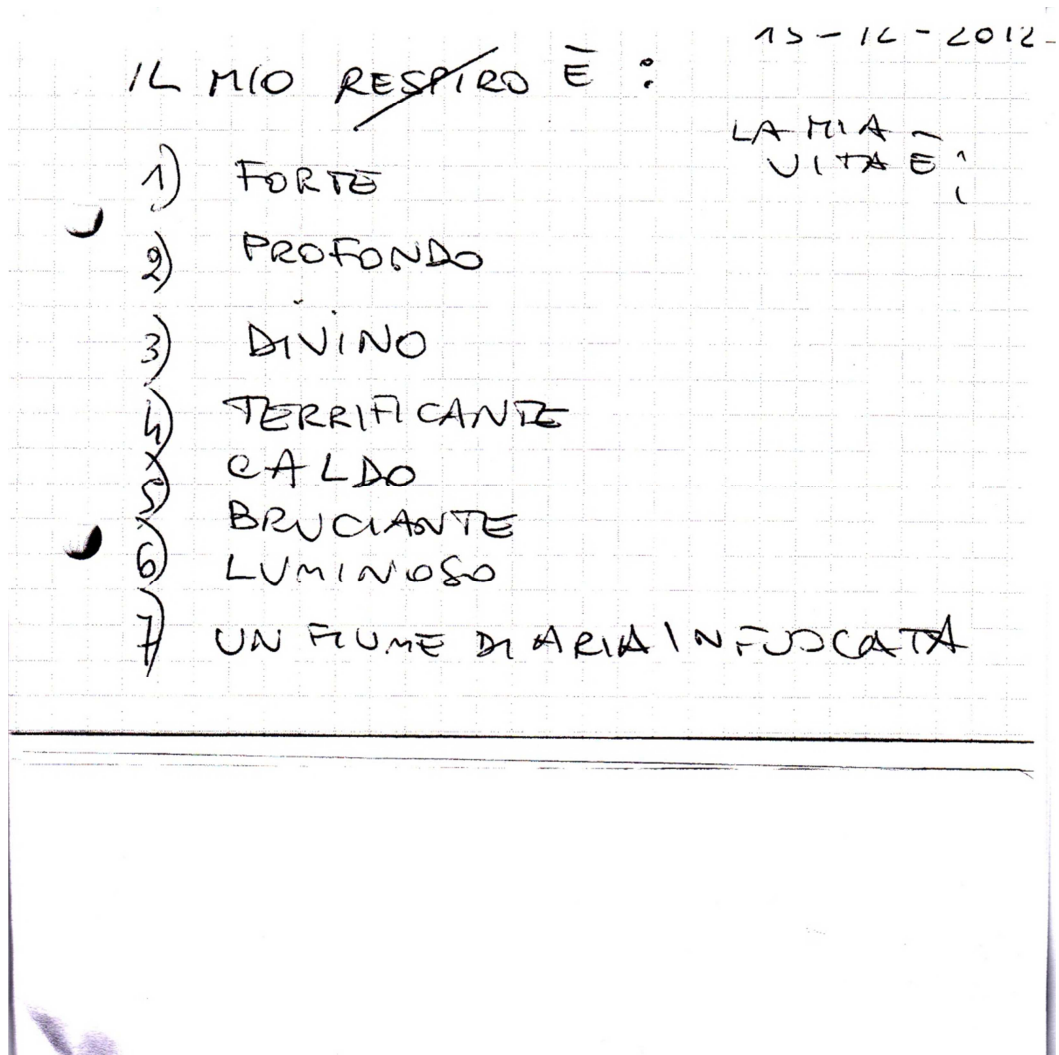 15-12-2012
IL MIO RESPIRO È :
LA MIA
VITA È :
1) FORTE
2) PROFONDO
3) DIVINO
4) TERRIFICANTE
5) CALDO
BRUCIANTE
6) LUMINOSO
7) UN FIUME DI ARIA INFUOCATA